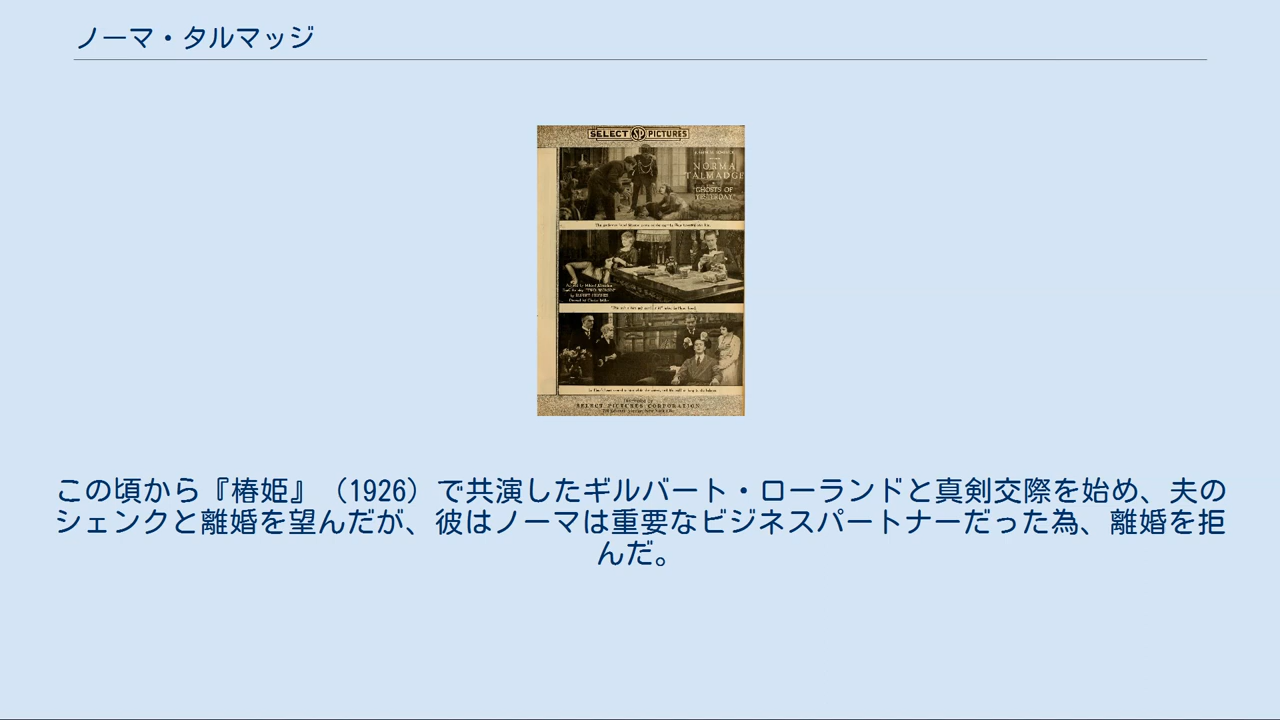 ノーマ・タルマッジ
SELECT SP PICTURES
NORMA
TALMADGE
GHOSTS OF
YESTERDAY
SELECT PICTURES CORPORATION
この頃から『椿姫』（1926）で共演したギルバート・ローランドと真剣交際を始め、夫の
シェンクと離婚を望んだが、彼はノーマは重要なビジネスパートナーだった為、離婚を拒
んだ。